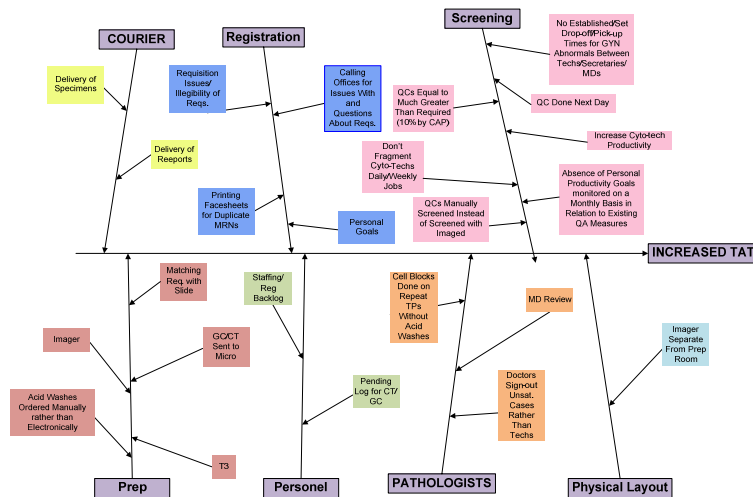 COURIER
Registration
Screening
Delivery
of Specimens
Delivery of
Reeports
Requisition
Issues/
Illegibility of
Reqs.
Calling
Offices for
Issues With
and
Questions
About Reqs.
Printing
Facesheets
for Duplicate
MRNs
Personal
Goals
No Established/Set
Drop-off/Pick-up
Times for GYN
Abnormals Between
Techs/Secretaries/
MDs
QCs Equal to
Much Greater
Than Required
(10% by CAP)
QC Done Next Day
Increase Cyto-tech
Productivity
Don't
Fragment
Cyto-Techs
Daily/Weekly
Jobs
Absence of Personal
Productivity Goals
monitored on a
Monthly Basis in
Relation to Existing
QA Measures
QCs Manually
Screened Instead
of Screened with
Imaged
INCREASED TAT
Matching
Req. with
Slide
Imager
GC/CT
Sent to
Micro
Acid Washes
Ordered Manually
rather than
Electronically
T3
Staffing/
Reg
Backlog
Pending
Log for CT/
GC
Cell Blocks
Done on
Repeat
TPs
Without
Acid
Washes
MD Review
Doctors
Sign-out
Unsat.
Cases
Rather
Than
Techs
Imager
Separate
From Prep
Room
Prep
Personel
PATHOLOGISTS
Physical Layout